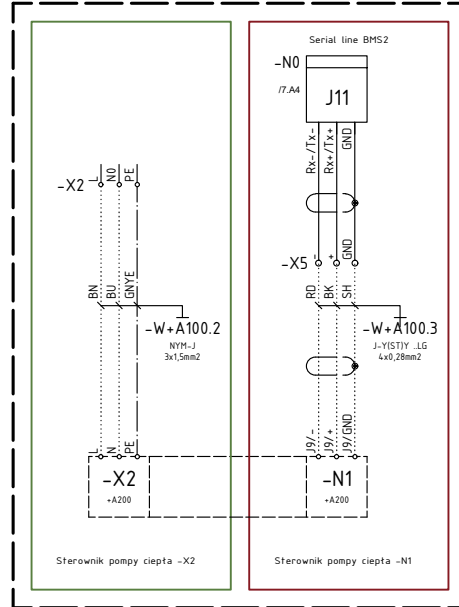 Serial line BMS2
-N0
/7.A4
J11
Rx-/Tx-
Rx+/Tx+
GND
-X2
L
N0
PE
-X5
-
+
GND
BN
BU
GNYE
RD
BK
SH
-W+A100.2
NYM-J
3x1,5mm2
-W+A100.3
J-Y(ST)Y ..LG
4x0,28mm2
L
N
PE
J9/-
J9/+
J9/GND
-X2
+A200
-N1
+A200
Sterownik pompy ciepła -X2
Sterownik pompy ciepła -N1